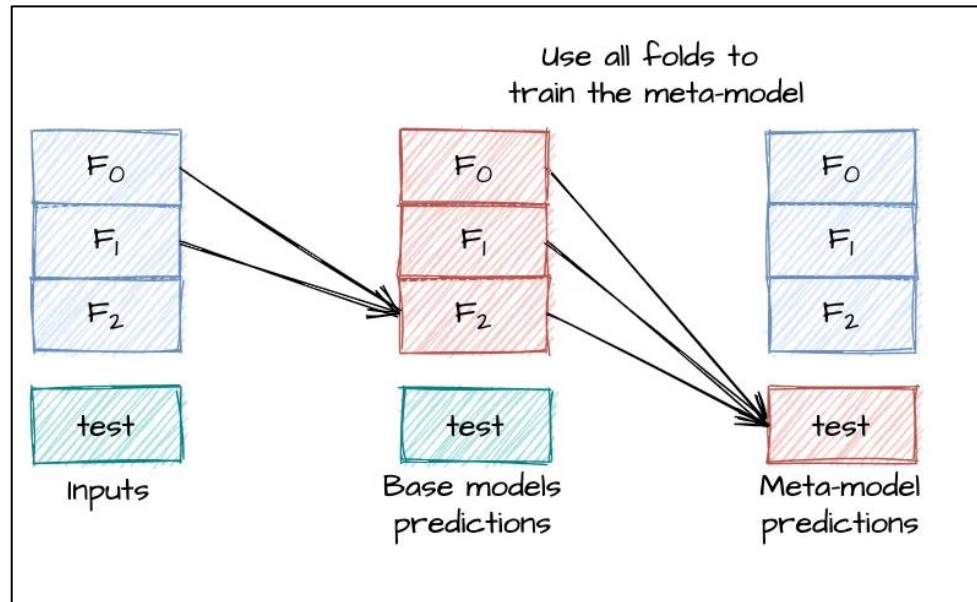 Use all folds to
train the meta-model
F₀
F₀
F₀
F₁
F₁
F₁
F₂
F₂
F₂
test
test
test
Inputs
Base models
predictions
Meta-model
predictions